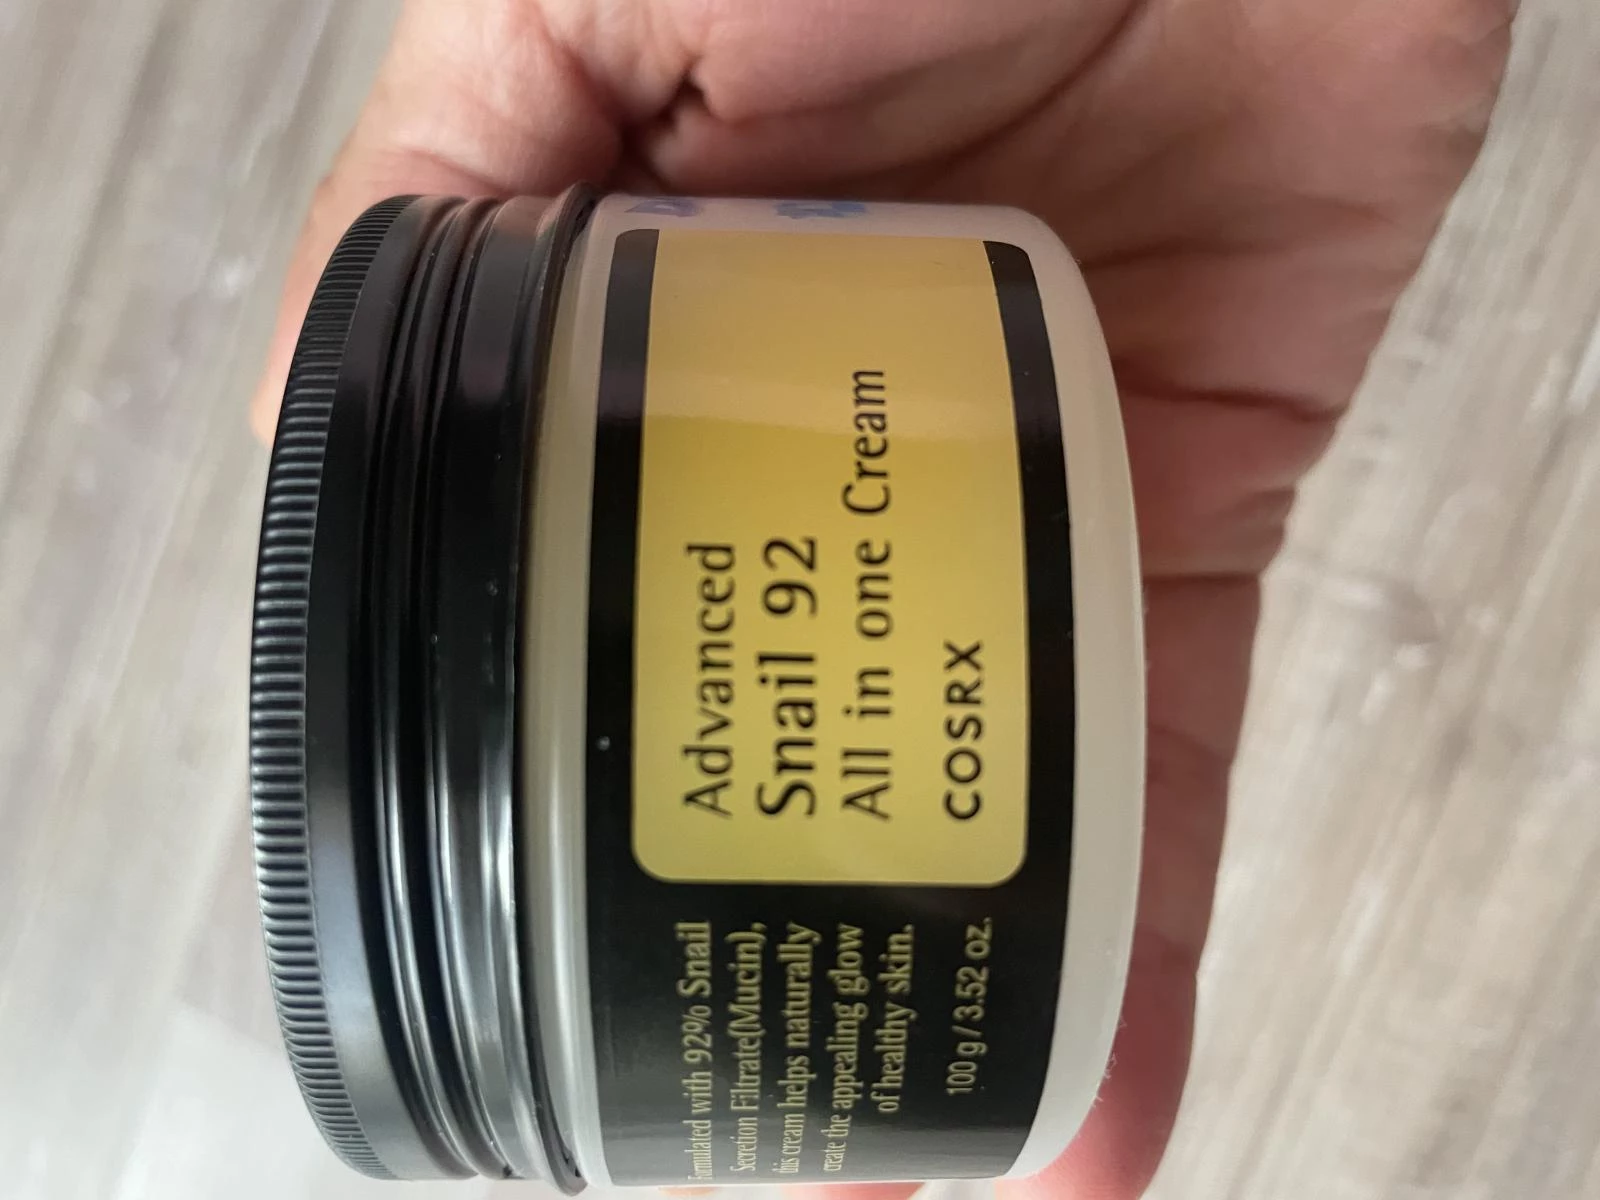 Advanced
Snail 92
All in one Cream
COSRX
Formulated with 92% Snail
Secretion Filtrate(Mucin),
this cream helps naturally
create the appealing glow
of healthy skin.
100 g / 3.52 oz.